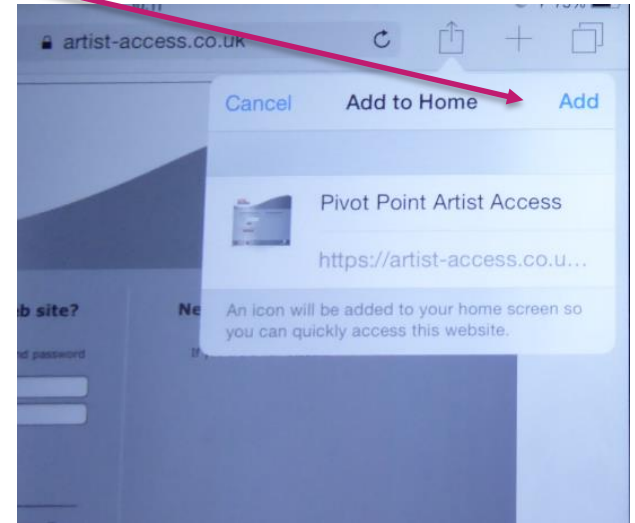 artist-access.co.uk
Cancel Add to Home Add
Pivot Point Artist Access
https://artist-access.co.u...
An icon will be added to your home screen so
you can quickly access this website.
site?
Ne
password